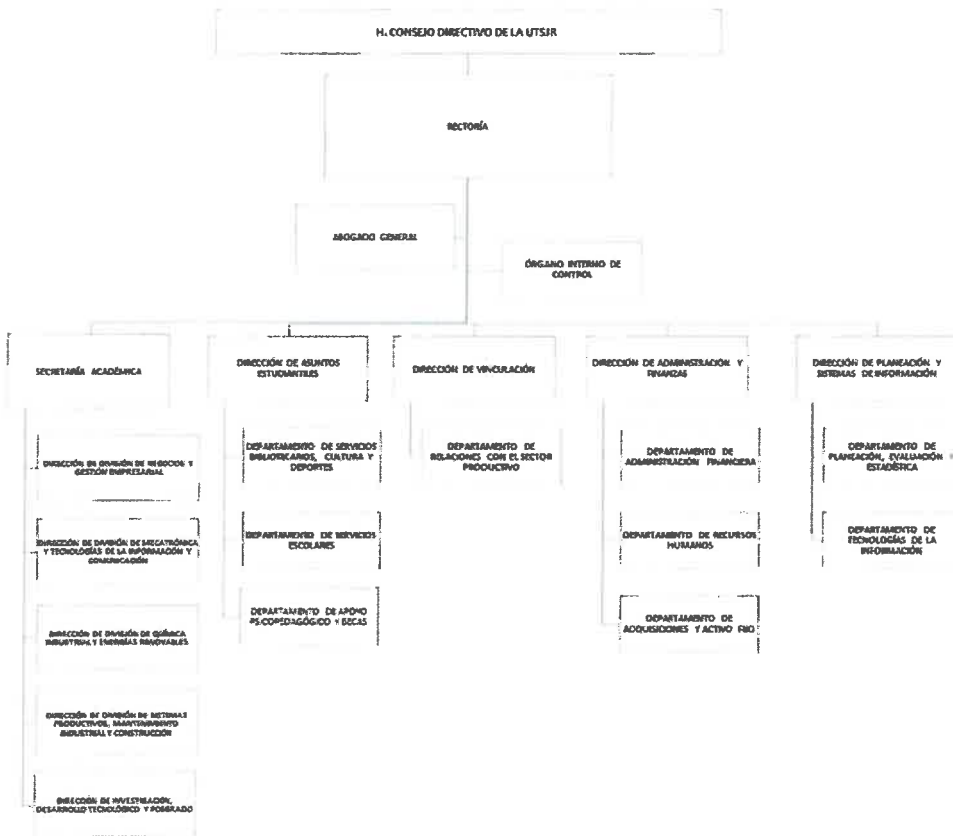 H. CONSEJO DIRECTIVO DE LA UTSJR
RECTORÍA
ABOGADO GENERAL
ÓRGANO INTERNO DE
CONTROL
SECRETARÍA ACADÉMICA
DIRECCIÓN DE ASUNTOS
ESTUDIANTILES
DIRECCIÓN DE VINCULACIÓN
DIRECCIÓN DE ADMINISTRACIÓN Y
FINANZAS
DIRECCIÓN DE PLANEACIÓN Y
SISTEMAS DE INFORMACIÓN
DIRECCIÓN DE DIVISIÓN DE NEGOCIOS Y
GESTIÓN EMPRESARIAL
DIRECCIÓN DE DIVISIÓN DE MECATRÓNICA
Y TECNOLOGÍAS DE LA INFORMACIÓN Y
COMUNICACIÓN
DIRECCIÓN DE DIVISIÓN DE QUÍMICA
INDUSTRIAL Y ENERGÍAS RENOVABLES
DIRECCIÓN DE DIVISIÓN DE SISTEMAS
PRODUCTIVOS, MANTENIMIENTO
INDUSTRIAL Y CONSTRUCCIÓN
DIRECCIÓN DE INVESTIGACIÓN,
DESARROLLO TECNOLÓGICO Y POSGRADO
DEPARTAMENTO DE SERVICIOS
BIBLIOTECARIOS, CULTURA Y
DEPORTES
DEPARTAMENTO DE SERVICIOS
ESCOLARES
DEPARTAMENTO DE APOYO
PSICOPEDAGÓGICO Y BECAS
DEPARTAMENTO DE
RELACIONES CON EL SECTOR
PRODUCTIVO
DEPARTAMENTO DE
ADMINISTRACIÓN FINANCIERA
DEPARTAMENTO DE RECURSOS
HUMANOS
DEPARTAMENTO DE
ADQUISICIONES Y ACTIVO FIJO
DEPARTAMENTO DE
PLANEACIÓN, EVALUACIÓN
ESTADÍSTICA
DEPARTAMENTO DE
TECNOLOGÍAS DE LA
INFORMACIÓN